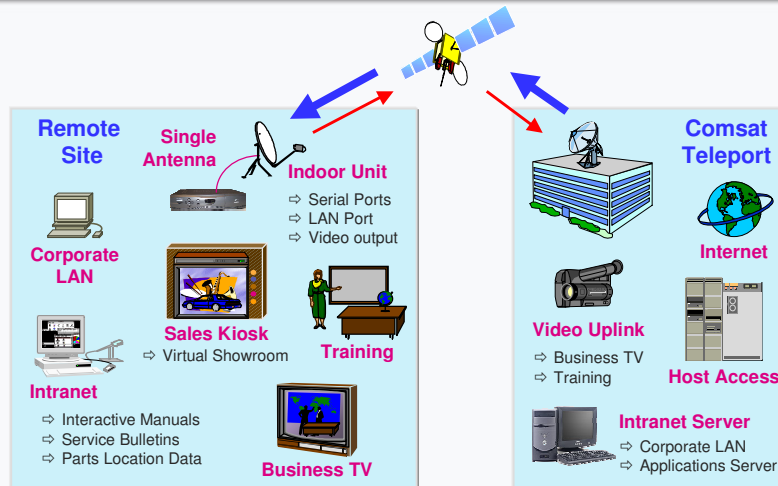 Remote
Site
Single
Antenna
Indoor Unit
⇨ Serial Ports
⇨ LAN Port
⇨ Video output
Corporate
LAN
Sales Kiosk
⇨ Virtual Showroom
Training
Intranet
⇨ Interactive Manuals
⇨ Service Bulletins
⇨ Parts Location Data
Business TV
Comsat
Teleport
Internet
Video Uplink
⇨ Business TV
⇨ Training
Host Access
Intranet Server
⇨ Corporate LAN
⇨ Applications Server